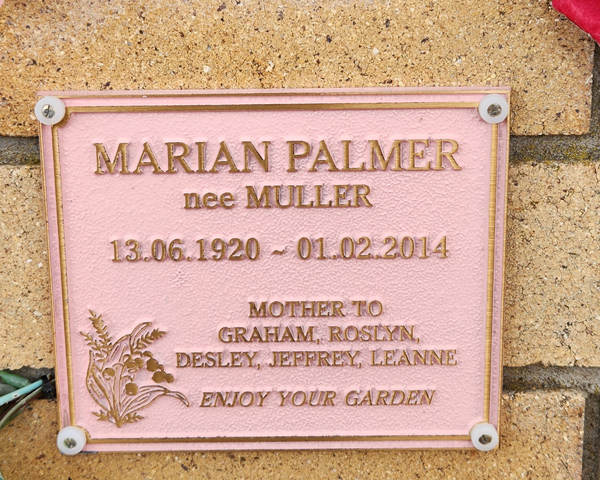 MARIAN PALMER
nee MULLER
13.06.1920 ~ 01.02.2014
MOTHER TO
GRAHAM, ROSLYN,
DESLEY, JEFFREY, LEANNE
ENJOY YOUR GARDEN